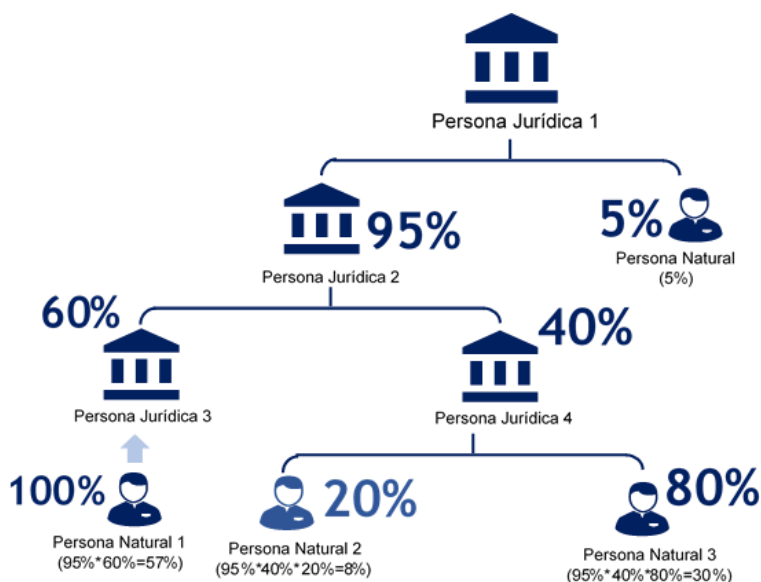 Persona Jurídica 1
95%
Persona Jurídica 2
5%
Persona Natural
(5%)
60%
Persona Jurídica 3
40%
Persona Jurídica 4
100%
Persona Natural 1
(95%*60%=57%)
20%
Persona Natural 2
(95%*40%*20%=8%)
80%
Persona Natural 3
(95%*40%*80%=30%)